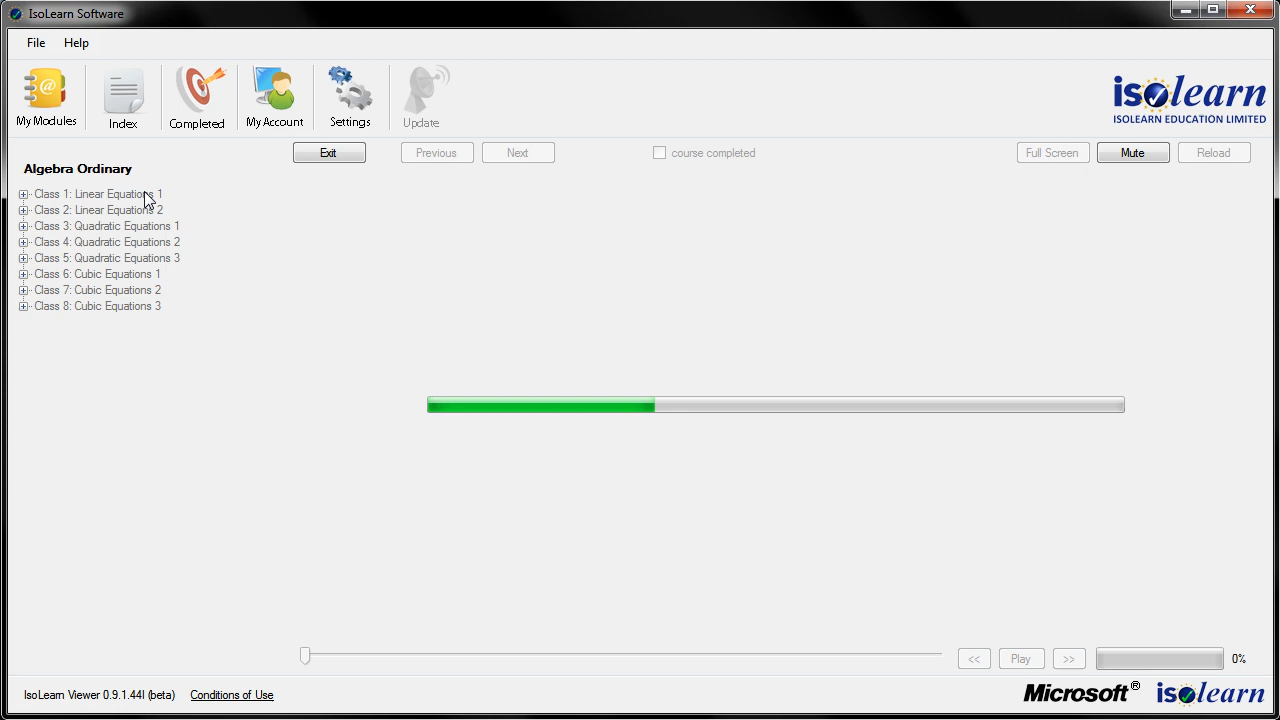 IsoLearn Software
File Help
My Modules Index Completed My Account Settings Update
isolearn
ISOLEARN EDUCATION LIMITED
Exit Previous Next course completed Full Screen Mute Reload
Algebra Ordinary
Class 1: Linear Equations 1
Class 2: Linear Equations 2
Class 3: Quadratic Equations 1
Class 4: Quadratic Equations 2
Class 5: Quadratic Equations 3
Class 6: Cubic Equations 1
Class 7: Cubic Equations 2
Class 8: Cubic Equations 3
<< Play >> 0%
IsoLearn Viewer 0.9.1.44l (beta) Conditions of Use Microsoft® isolearn